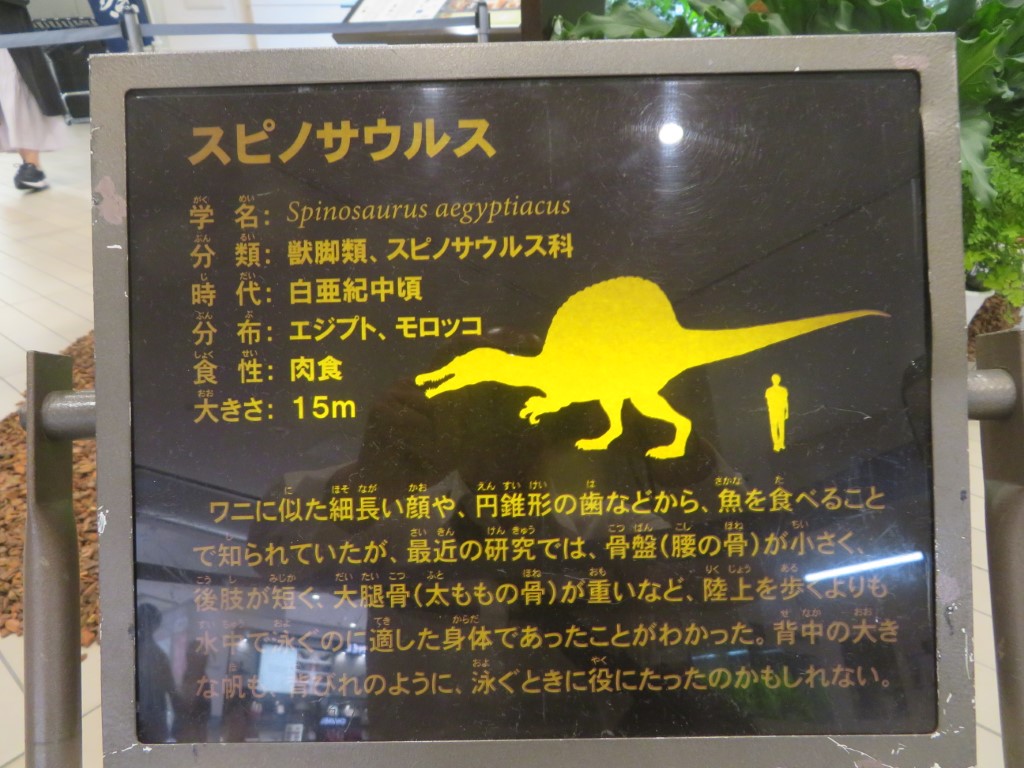 スピノサウルス
学名: Spinosaurus aegyptiacus
分類: 獣脚類、スピノサウルス科
時代: 白亜紀中頃
分布: エジプト、モロッコ
食性: 肉食
大きさ: 15m
ワニに似た細長い顔や、円錐形の歯などから、魚を食べること
で知られていたが、最近の研究では、骨盤(腰の骨)が小さく、
後肢が短く、大腿骨(太ももの骨)が重いなど、陸上を歩くよりも
水中で泳ぐのに適した身体であったことがわかった。背中の大き
な帆も、背びれのように、泳ぐときに役にたったのかもしれない。